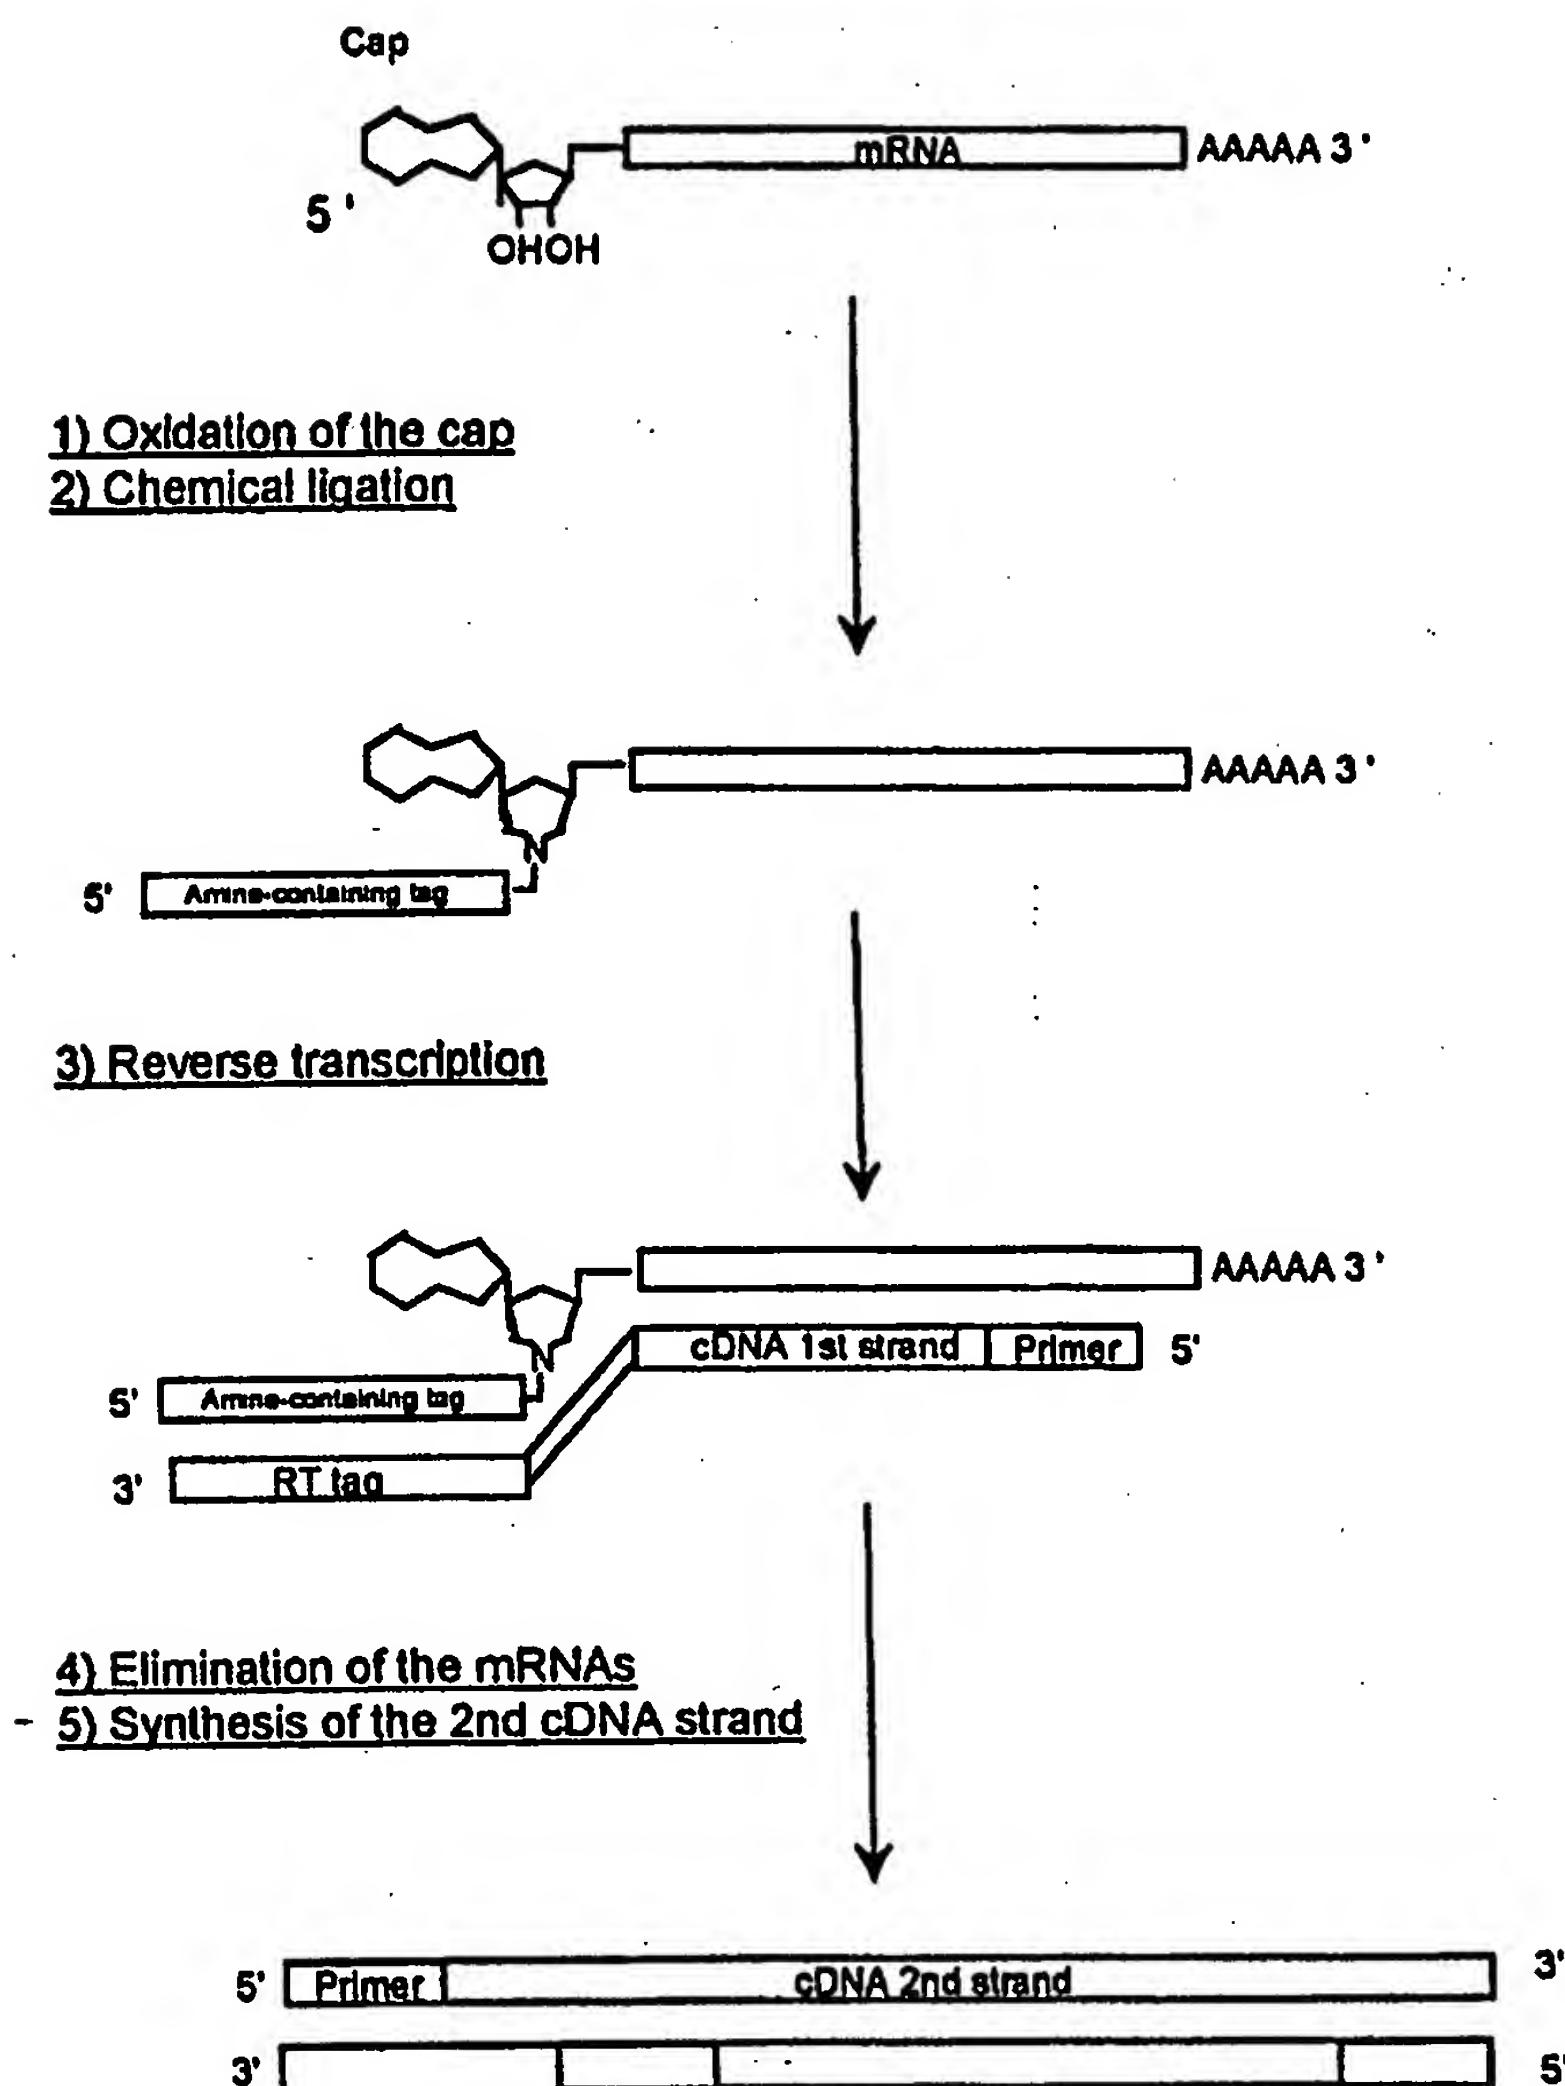 Cap
mRNA AAAAA 3'
5'
OHOH
1) Oxidation of the cap
2) Chemical ligation
AAAAA 3'
N
5' Amine-containing tag
3) Reverse transcription
AAAAA 3'
cDNA 1st strand Primer 5'
N
5' Amine-containing tag
3' RT tag
4) Elimination of the mRNAs
5) Synthesis of the 2nd cDNA strand
5' Primer cDNA 2nd strand 3'
3' 5'